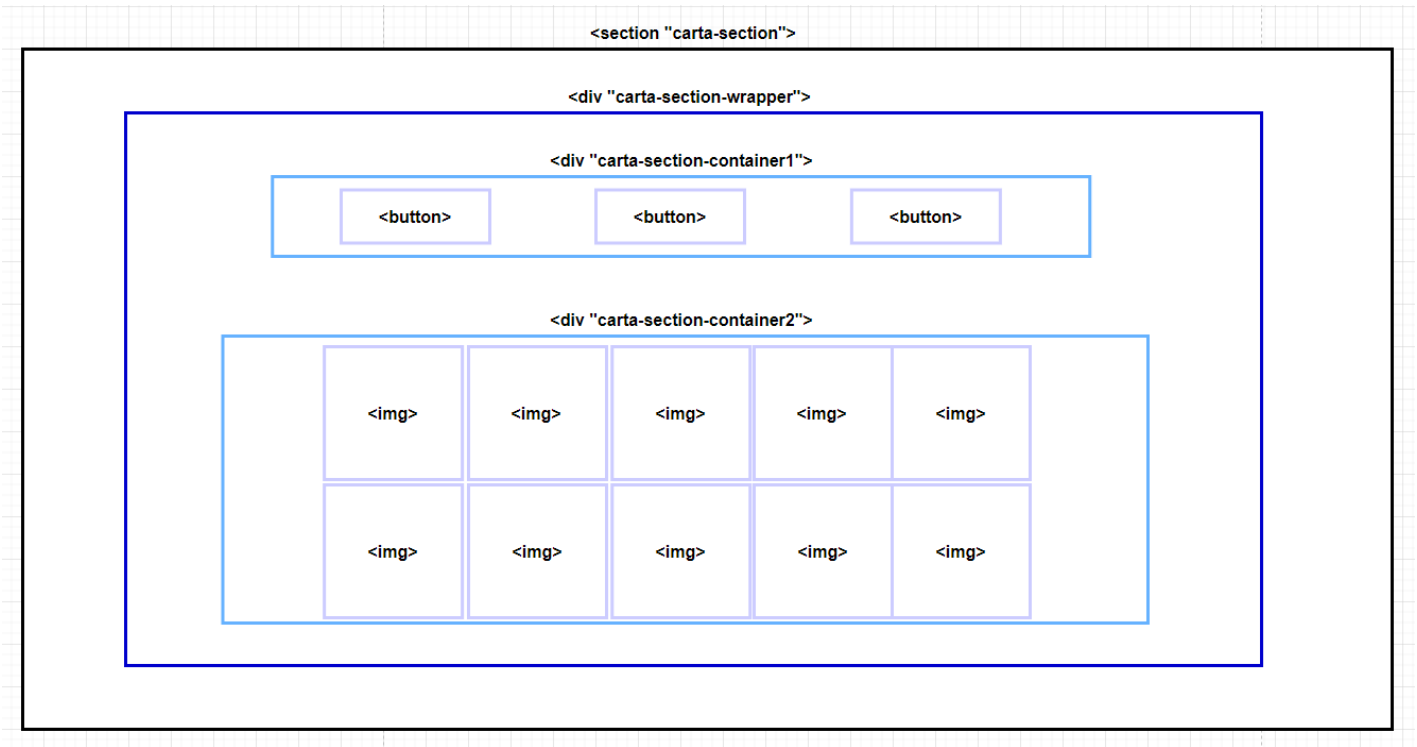 <section "carta-section">
<div "carta-section-wrapper">
<div "carta-section-container1">
<button> <button> <button>
<div "carta-section-container2">
<img> <img> <img> <img> <img>
<img> <img> <img> <img> <img>